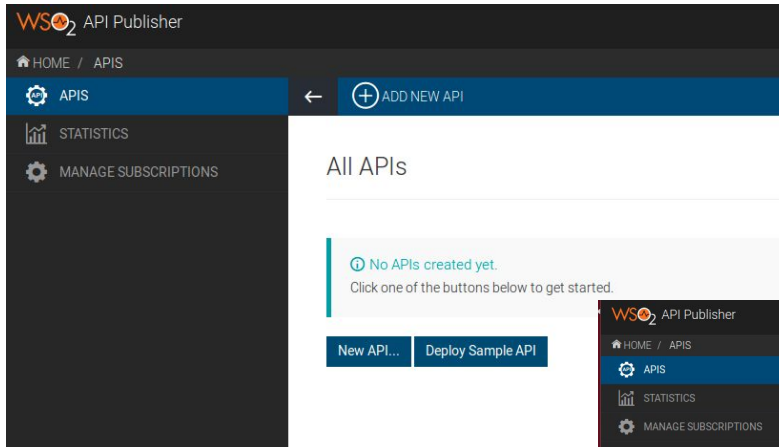 WSO2 API Publisher
HOME / APIS
APIS
STATISTICS
MANAGE SUBSCRIPTIONS
ADD NEW API
All APIs
No APIs created yet.
Click one of the buttons below to get started.
New API... Deploy Sample API
WSO2 API Publisher
HOME / APIS
APIS
STATISTICS
MANAGE SUBSCRIPTIONS